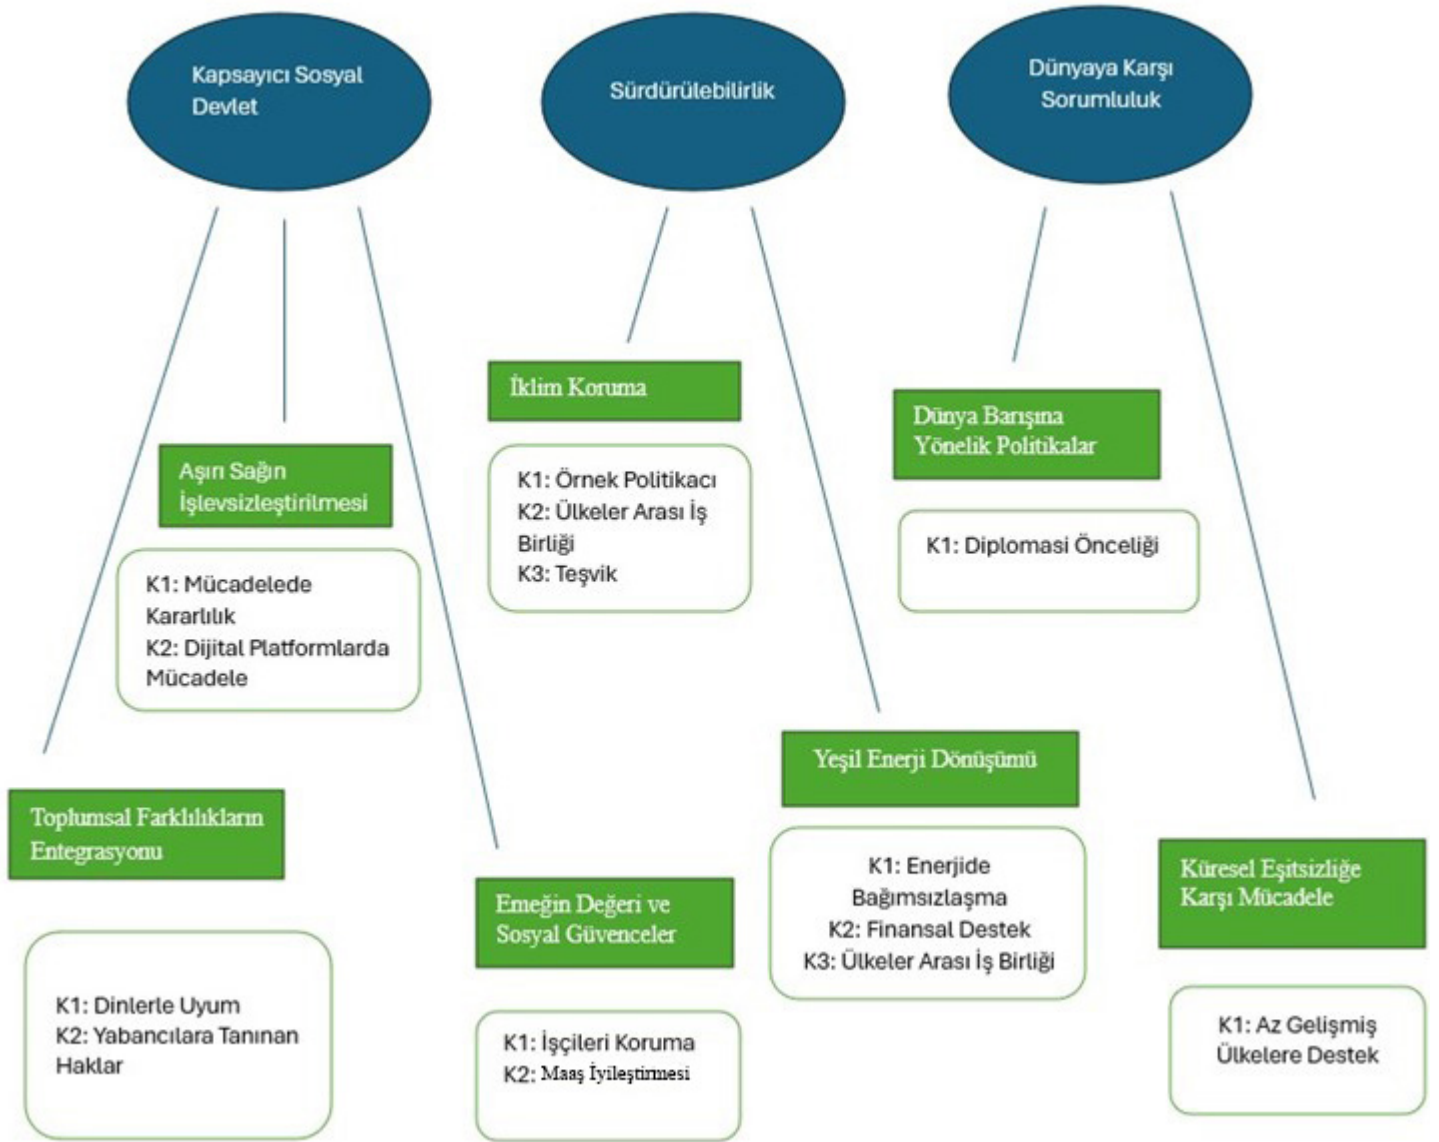 Kapsayıcı Sosyal
Devlet
Sürdürülebilirlik
Dünyaya Karşı
Sorumluluk
Aşırı Sağın
İşlevsizleştirilmesi
K1: Mücadelede
Kararlılık
K2: Dijital Platformlarda
Mücadele
Toplumsal Farklılıkların
Entegrasyonu
K1: Dinlerle Uyum
K2: Yabancılara Tanınan
Haklar
Emeğin Değeri ve
Sosyal Güvenceler
K1: İşçileri Koruma
K2: Maaş İyileştirmesi
İklim Koruma
K1: Örnek Politikacı
K2: Ülkeler Arası İş
Birliği
K3: Teşvik
Yeşil Enerji Dönüşümü
K1: Enerjide
Bağımsızlaşma
K2: Finansal Destek
K3: Ülkeler Arası İş Birliği
Dünya Barışına
Yönelik Politikalar
K1: Diplomasi Önceliği
Küresel Eşitsizliğe
Karşı Mücadele
K1: Az Gelişmiş
Ülkelere Destek